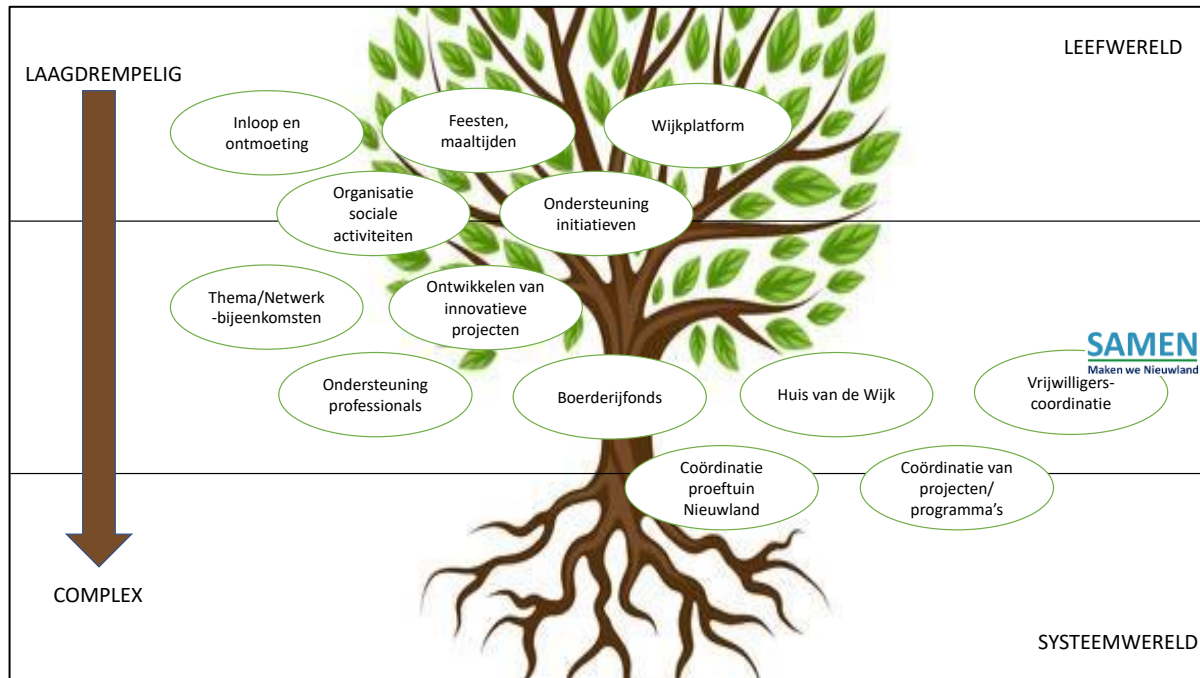 LEEFWERELD
LAAGDREMPELIG
Inloop en
ontmoeting
Feesten,
maaltijden
Wijkplatform
Organisatie
sociale
activiteiten
Ondersteuning
initiatieven
Thema/Netwerk
-bijeenkomsten
Ontwikkelen van
innovatieve
projecten
SAMEN
Maken we Nieuwland
Ondersteuning
professionals
Boerderijfonds
Huis van de Wijk
Vrijwilligers-
coordinatie
Coördinatie
proeftuin
Nieuwland
Coördinatie van
projecten/
programma's
COMPLEX
SYSTEEMWERELD